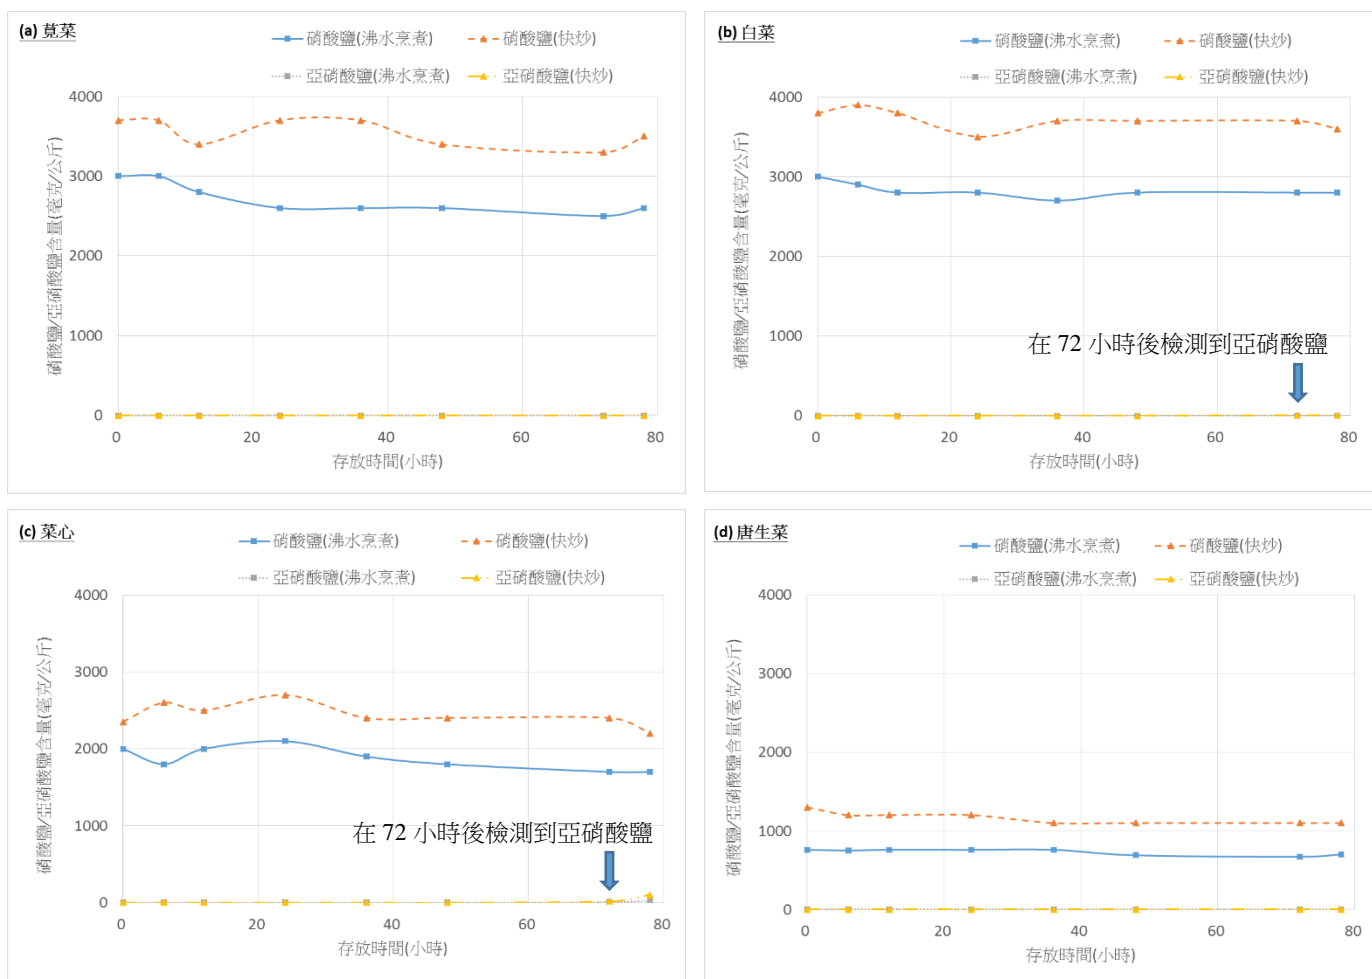 (a) 莧菜
硝酸鹽(沸水烹煮)
硝酸鹽(快炒)
亞硝酸鹽(沸水烹煮)
亞硝酸鹽(快炒)
硝酸鹽/亞硝酸鹽含量(毫克/公斤)
4000
3000
2000
1000
0
0 20 40 60 80
存放時間(小時)
(b) 白菜
硝酸鹽(沸水烹煮)
硝酸鹽(快炒)
亞硝酸鹽(沸水烹煮)
亞硝酸鹽(快炒)
硝酸鹽/亞硝酸鹽含量(毫克/公斤)
4000
3000
2000
1000
0
在 72 小時後檢測到亞硝酸鹽
0 20 40 60 80
存放時間(小時)
(c) 菜心
硝酸鹽(沸水烹煮)
硝酸鹽(快炒)
亞硝酸鹽(沸水烹煮)
亞硝酸鹽(快炒)
硝酸鹽/亞硝酸鹽含量(毫克/公斤)
4000
3000
2000
1000
0
在 72 小時後檢測到亞硝酸鹽
0 20 40 60 80
存放時間(小時)
(d) 唐生菜
硝酸鹽(沸水烹煮)
硝酸鹽(快炒)
亞硝酸鹽(沸水烹煮)
亞硝酸鹽(快炒)
硝酸鹽/亞硝酸鹽含量(毫克/公斤)
4000
3000
2000
1000
0
0 20 40 60 80
存放時間(小時)